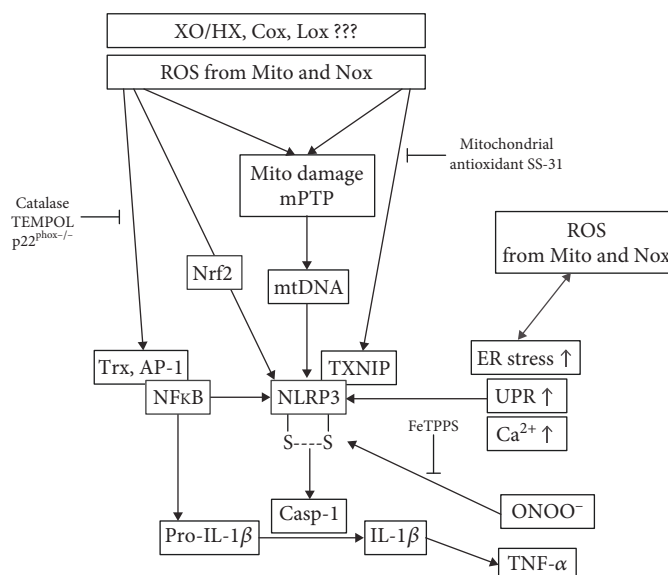 XO/HX, Cox, Lox ???
ROS from Mito and Nox
Mitochondrial
antioxidant SS-31
Mito damage
mPTP
Catalase
TEMPOL
p22phox−/−
ROS
from Mito and Nox
Nrf2
mtDNA
Trx, AP-1
TXNIP
ER stress ↑
NFκB
NLRP3
UPR ↑
FeTPPS
Ca2+ ↑
S----S
Casp-1
ONOO−
Pro-IL-1β
IL-1β
TNF-α